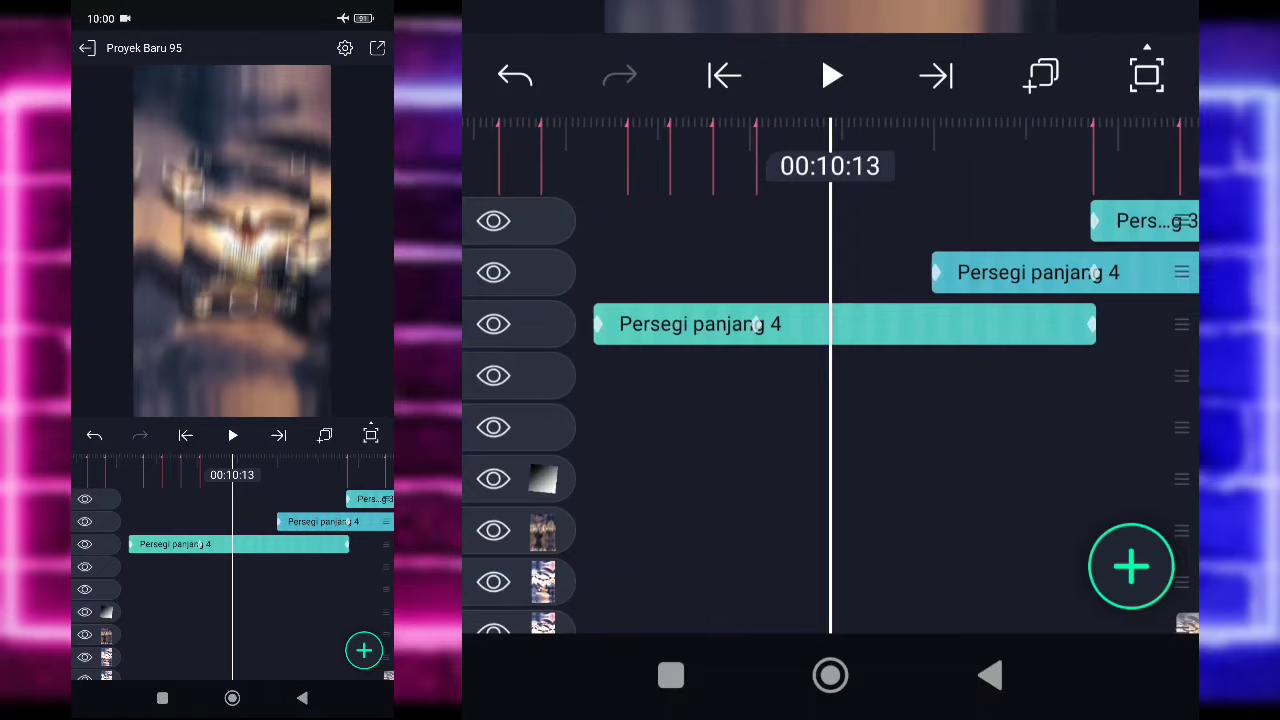 10:00
91
Proyek Baru 95
00:10:13
Pers...g 3
Persegi panjang 4
Persegi panjang 4
00:10:13
Pers...g 3
Persegi panjang 4
Persegi panjang 4